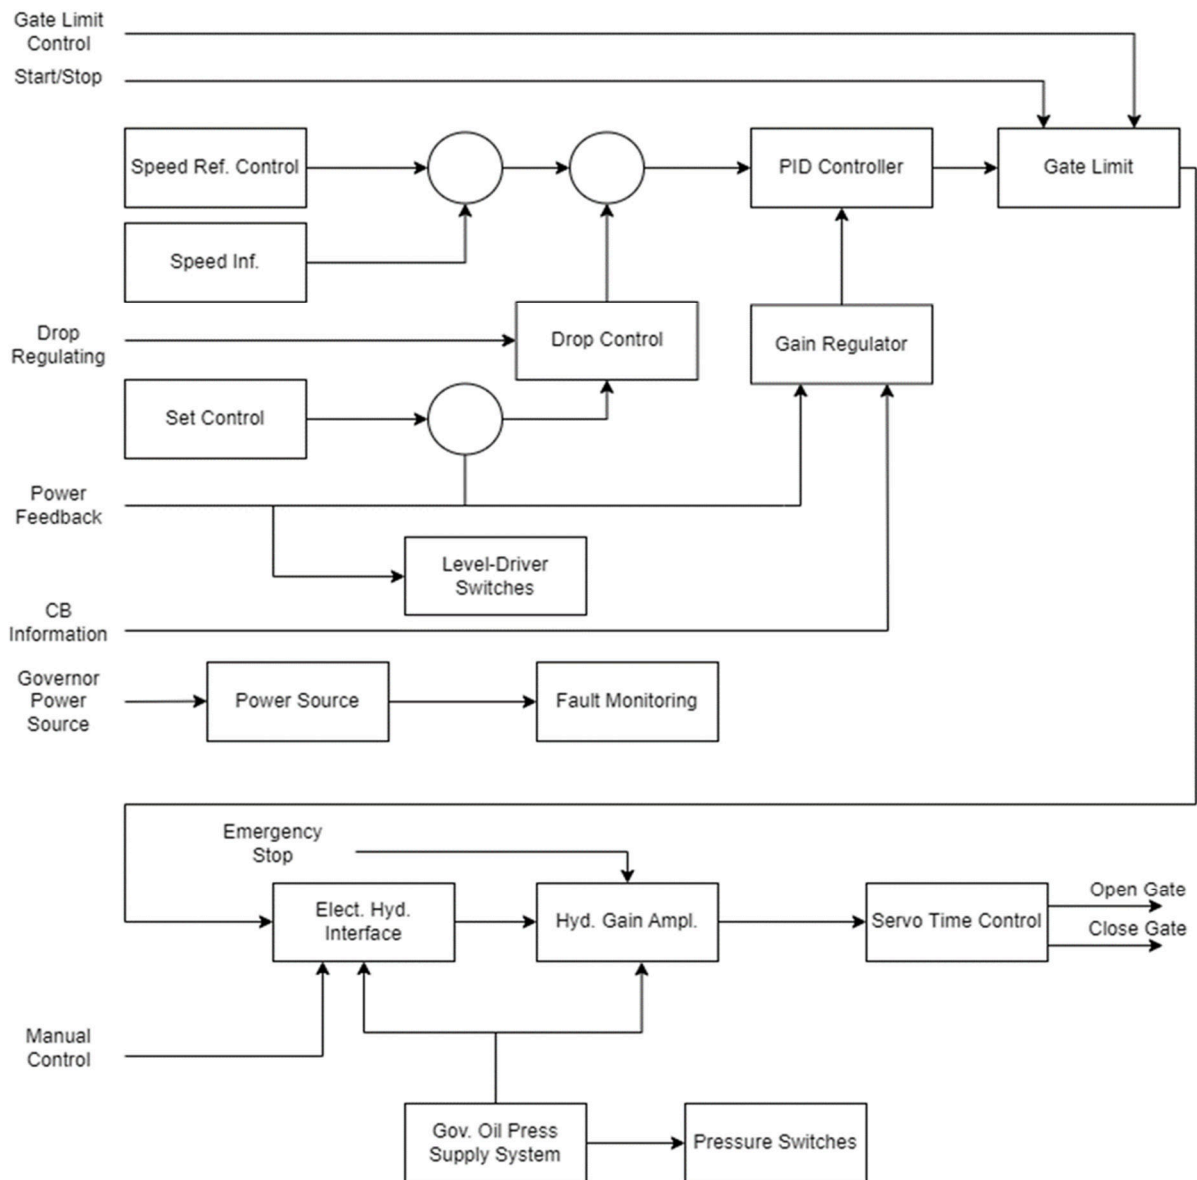 Gate Limit
Control
Start/Stop
Speed Ref. Control
PID Controller
Gate Limit
Speed Inf.
Drop
Regulating
Drop Control
Gain Regulator
Set Control
Power
Feedback
Level-Driver
Switches
CB
Information
Governor
Power
Source
Power Source
Fault Monitoring
Emergency
Stop
Elect. Hyd.
Interface
Hyd. Gain Ampl.
Servo Time Control
Open Gate
Close Gate
Manual
Control
Gov. Oil Press
Supply System
Pressure Switches